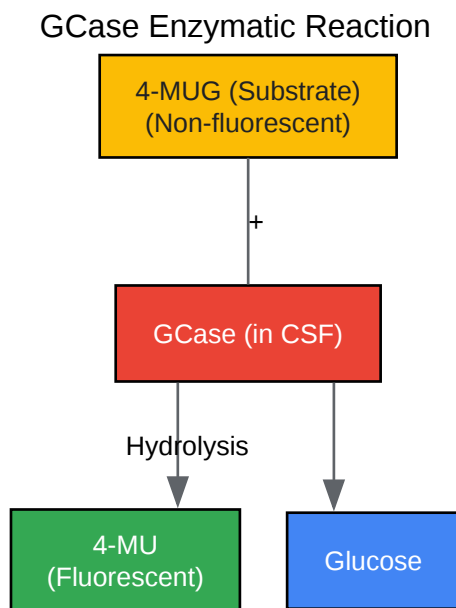 GCase Enzymatic Reaction
4-MUG (Substrate)
(Non-fluorescent)
+
GCase (in CSF)
Hydrolysis
4-MU
(Fluorescent)
Glucose